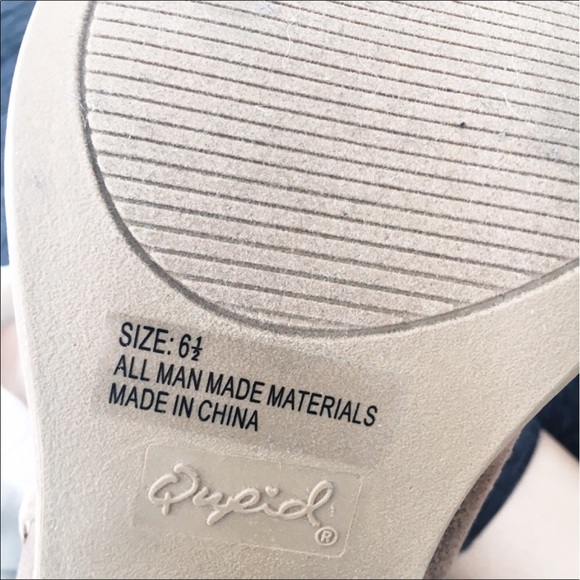 SIZE: 6½
ALL MAN MADE MATERIALS
MADE IN CHINA
Qupid ®